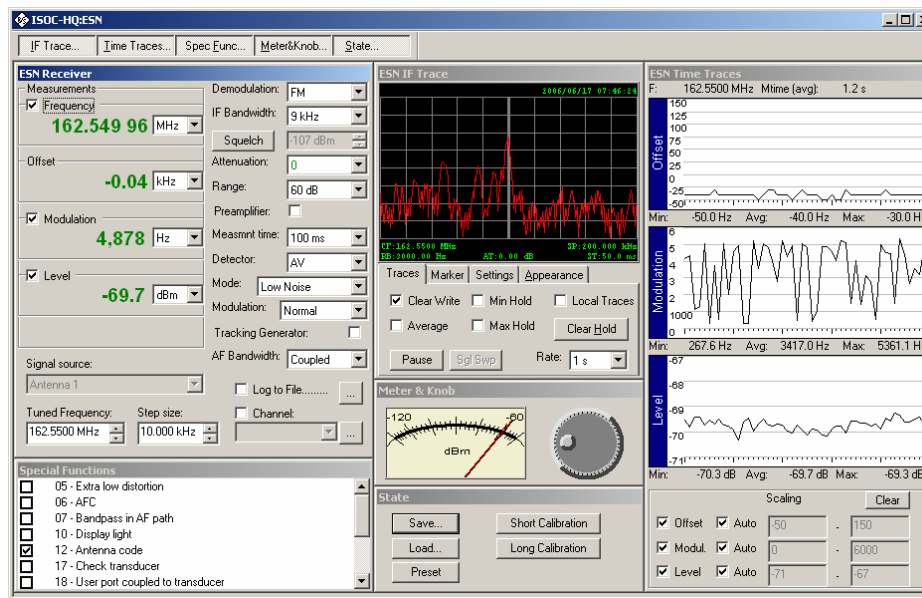 ISOC-HQ:ESN
IF Trace... Time Traces... Spec Func... Meter&Knob... State...
ESN Receiver
Measurements
Frequency
162.549 96 MHz
Offset
-0.04 kHz
Modulation
4,878 Hz
Level
-69.7 dBm
Signal source:
Antenna 1
Tuned Frequency: Step size:
162.5500 MHz 10.000 kHz
Demodulation: FM
IF Bandwidth: 9 kHz
Squelch -107 dBm
Attenuation: 0
Range: 60 dB
Preamplifier:
Measmnt time: 100 ms
Detector: AV
Mode: Low Noise
Modulation: Normal
Tracking Generator:
AF Bandwidth: Coupled
Log to File......... ...
Channel:
...
Special Functions
05 - Extra low distortion
06 - AFC
07 - Bandpass in AF path
10 - Display light
12 - Antenna code
17 - Check transducer
18 - User port coupled to transducer
ESN IF Trace
2006/06/17 07:46:24
CF:162.5500 MHz SP:200.000 kHz
RB:2000.00 Hz AT:0.00 dB ST:50.0 ms
Traces Marker Settings Appearance
Clear Write Min Hold Local Traces
Average Max Hold Clear Hold
Pause Sgl Swp Rate: 1 s
Meter & Knob
-120 -60
dBm
State
Save... Short Calibration
Load... Long Calibration
Preset
ESN Time Traces
F: 162.5500 MHz Mtime (avg): 1.2 s
Offset
150
125
100
75
50
25
0
-25
-50
Min: -50.0 Hz Avg: -40.0 Hz Max: -30.0 H
Modulation
6
5
4
3
2
1000
0
Min: 267.6 Hz Avg: 3417.0 Hz Max: 5361.1 H
Level
-67
-68
-69
-70
-71
Min: -70.3 dB Avg: -69.7 dB Max: -69.3 dB
Scaling Clear
Offset Auto -50 - 150
Modul. Auto 0 - 6000
Level Auto -71 - -67